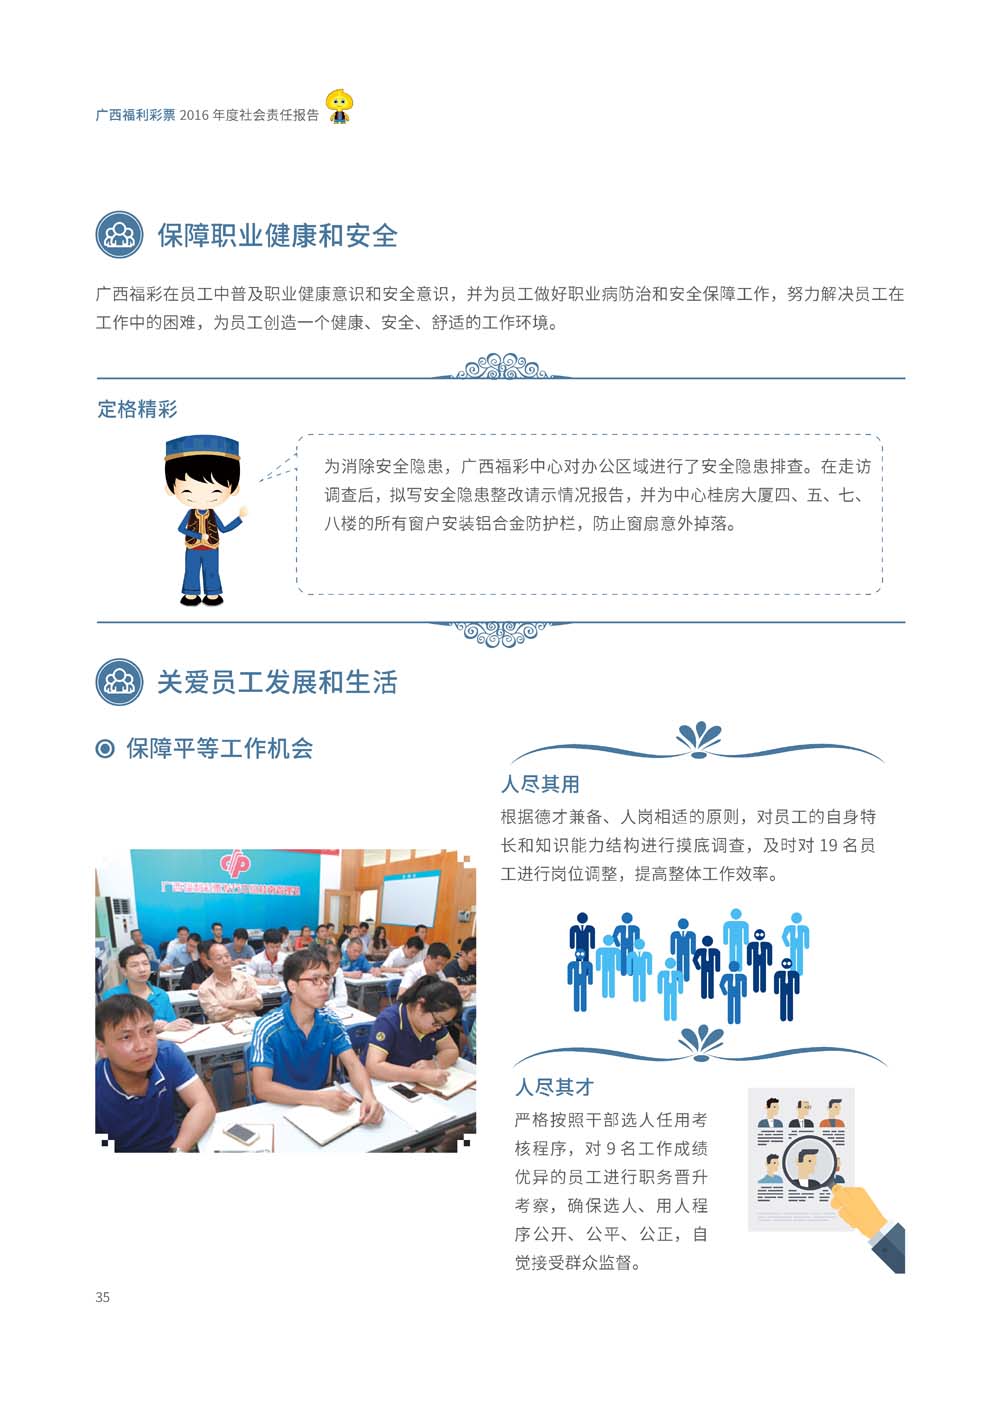 广西福利彩票 2016 年度社会责任报告
保障职业健康和安全
广西福彩在员工中普及职业健康意识和安全意识，并为员工做好职业病防治和安全保障工作，努力解决员工在
工作中的困难，为员工创造一个健康、安全、舒适的工作环境。
定格精彩
为消除安全隐患，广西福彩中心对办公区域进行了安全隐患排查。在走访
调查后，拟写安全隐患整改请示情况报告，并为中心桂房大厦四、五、七、
八楼的所有窗户安装铝合金防护栏，防止窗扇意外掉落。
关爱员工发展和生活
保障平等工作机会
人尽其用
根据德才兼备、人岗相适的原则，对员工的自身特
长和知识能力结构进行摸底调查，及时对 19 名员
工进行岗位调整，提高整体工作效率。
人尽其才
严格按照干部选人任用考
核程序，对 9 名工作成绩
优异的员工进行职务晋升
考察，确保选人、用人程
序公开、公平、公正，自
觉接受群众监督。
35